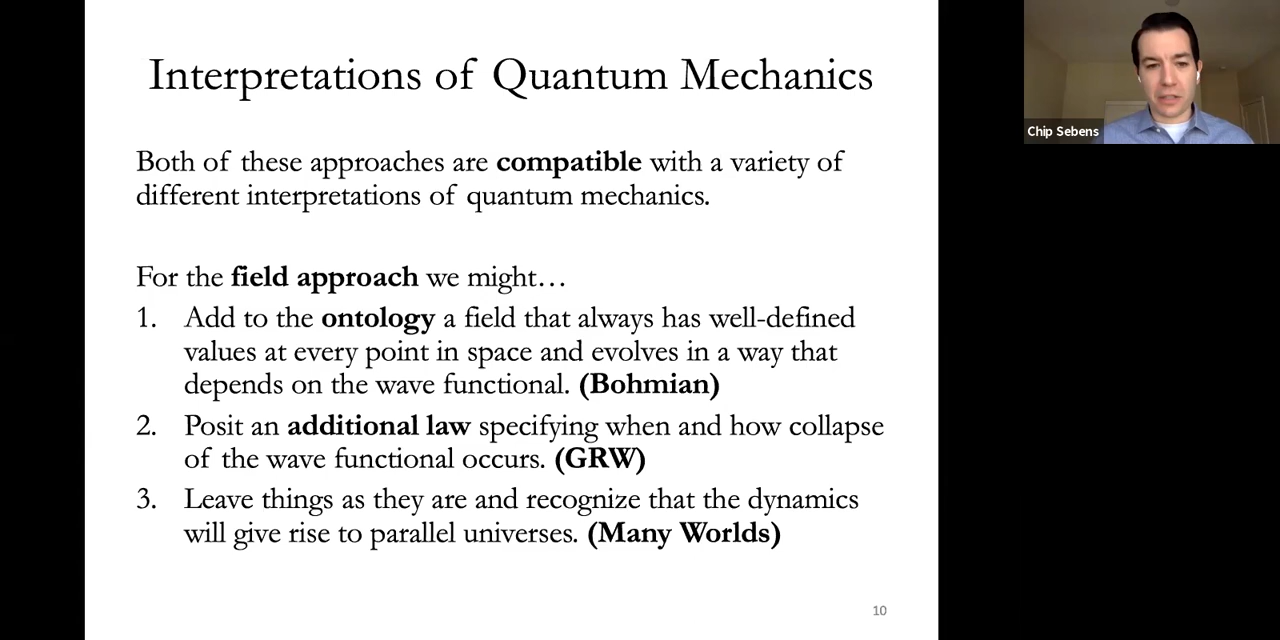 Interpretations of Quantum Mechanics
Both of these approaches are compatible with a variety of
different interpretations of quantum mechanics.
For the field approach we might…
1. Add to the ontology a field that always has well-defined
values at every point in space and evolves in a way that
depends on the wave functional. (Bohmian)
2. Posit an additional law specifying when and how collapse
of the wave functional occurs. (GRW)
3. Leave things as they are and recognize that the dynamics
will give rise to parallel universes. (Many Worlds)
10
Chip Sebens